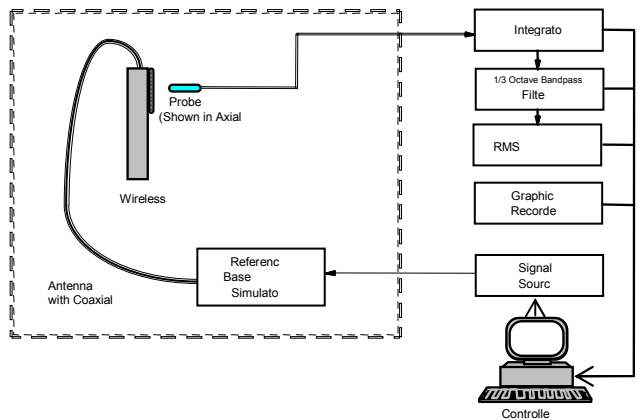 Integrato
1/3 Octave Bandpass
Filte
RMS
Graphic
Recorde
Signal
Sourc
Controlle
Probe
(Shown in Axial
Wireless
Referenc
Base
Simulato
Antenna
with Coaxial